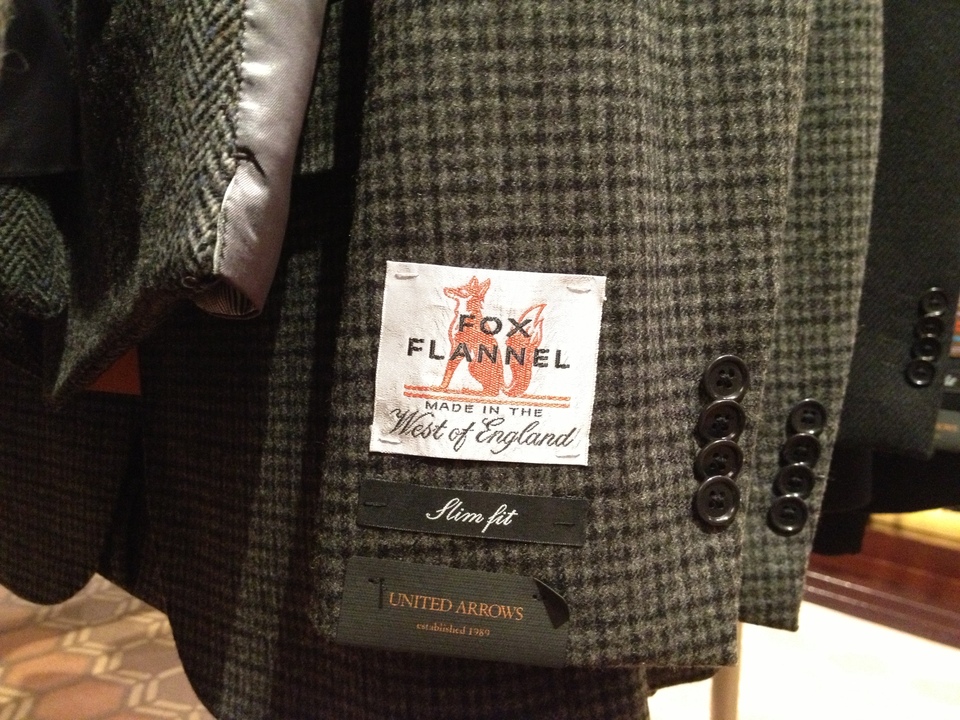 FOX
FLANNEL
MADE IN THE
West of England
Slim fit
UNITED ARROWS
established 1989